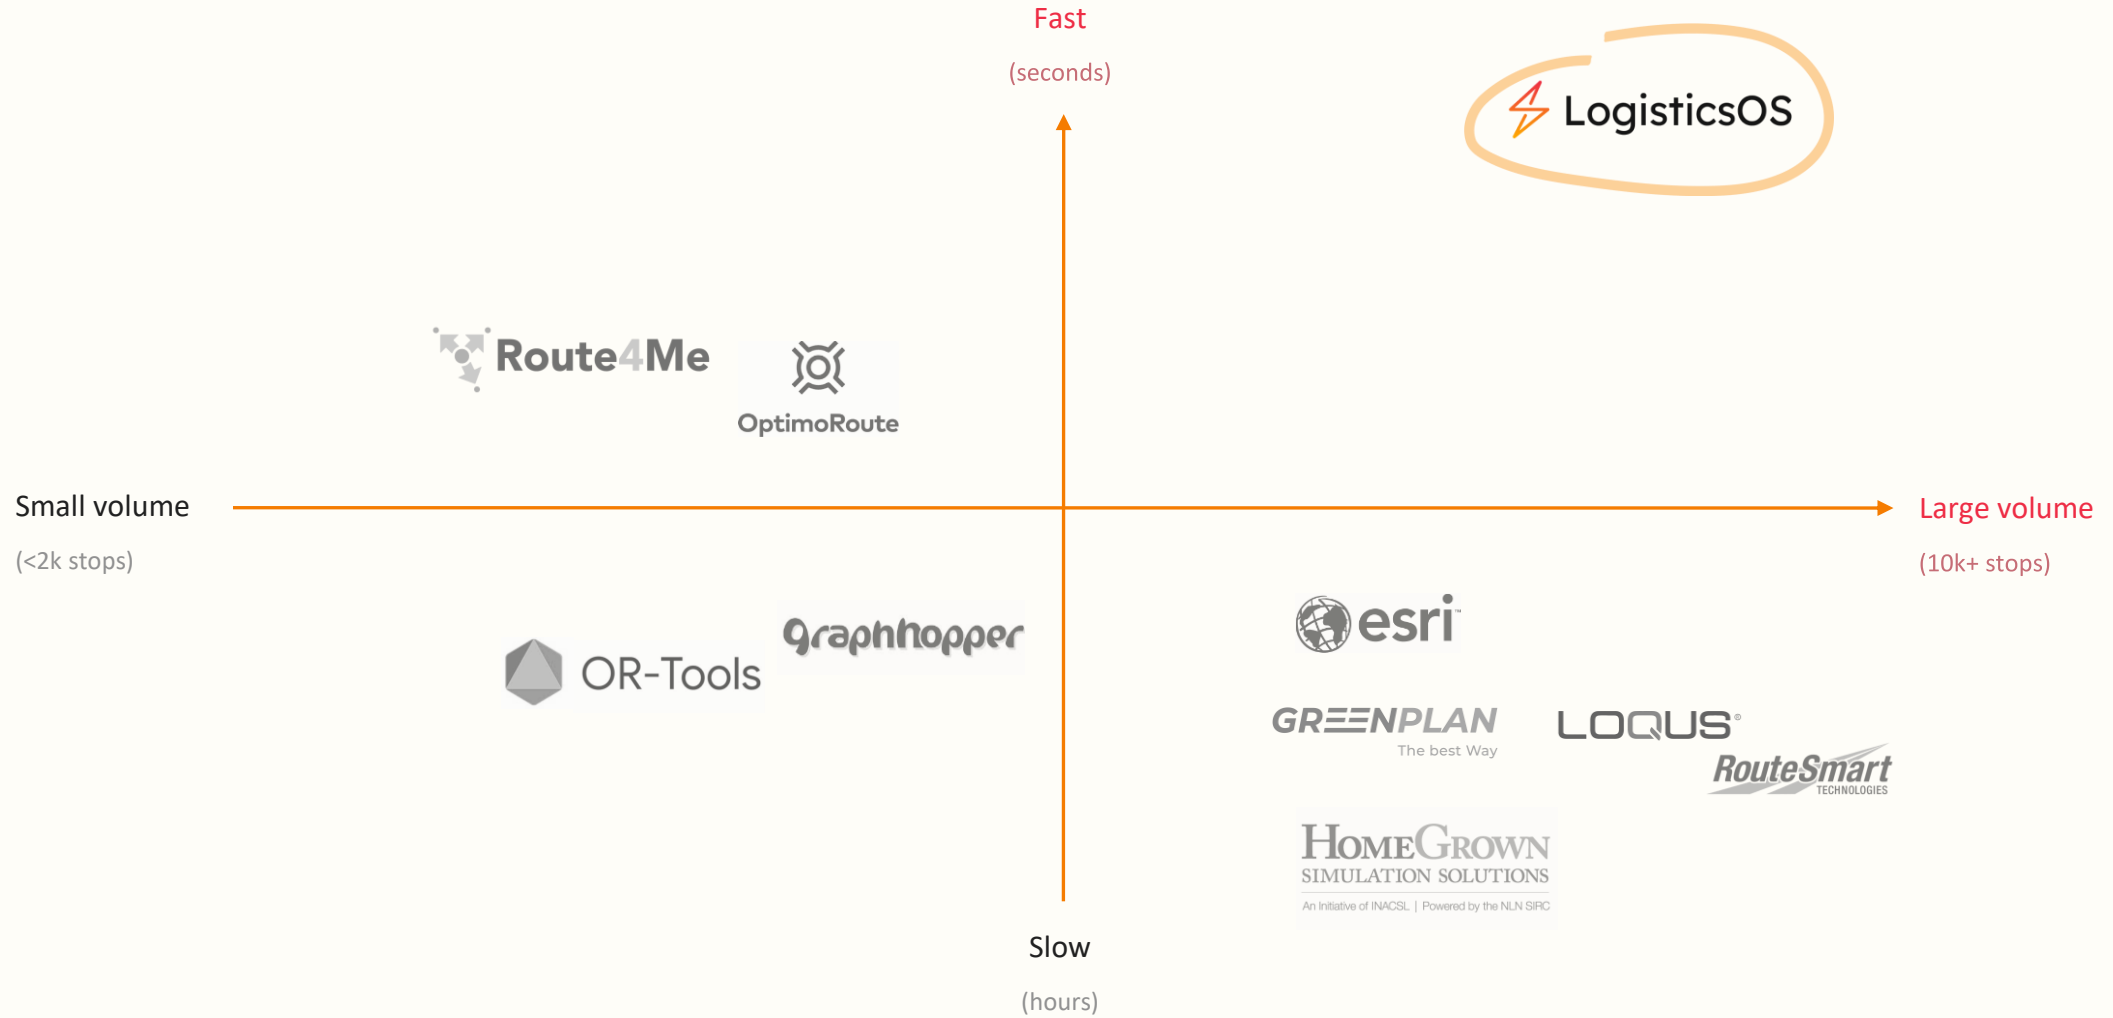 Fast
(seconds)
LogisticsOS
Route4Me
OptimoRoute
Small volume
(<2k stops)
Large volume
(10k+ stops)
graphhopper
OR-Tools
esri™
GREENPLAN
The best Way
LOQUS®
RouteSmart
TECHNOLOGIES
HOMEGROWN
SIMULATION SOLUTIONS
An Initiative of INACSL | Powered by the NLN SIRC
Slow
(hours)